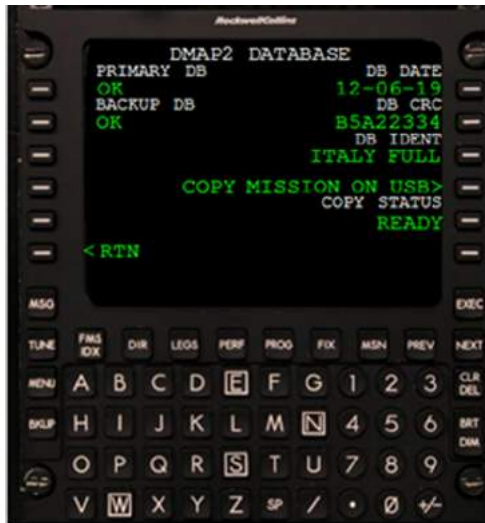 RockwellCollins
DMAP2 DATABASE
PRIMARY DB DB DATE
OK 12-06-19
BACKUP DB DB CRC
OK B5A22334
DB IDENT
ITALY FULL
COPY MISSION ON USB>
COPY STATUS
READY
<RTN
MSG EXEC
TUNE FMS IDX DIR LEGS PERF PROG FIX MSN PREV NEXT
MENU A B C D E F G 1 2 3 CLR DEL
BKUP H I J K L M N 4 5 6 BRT DIM
O P Q R S T U 7 8 9
V W X Y Z SP / . 0 +/-